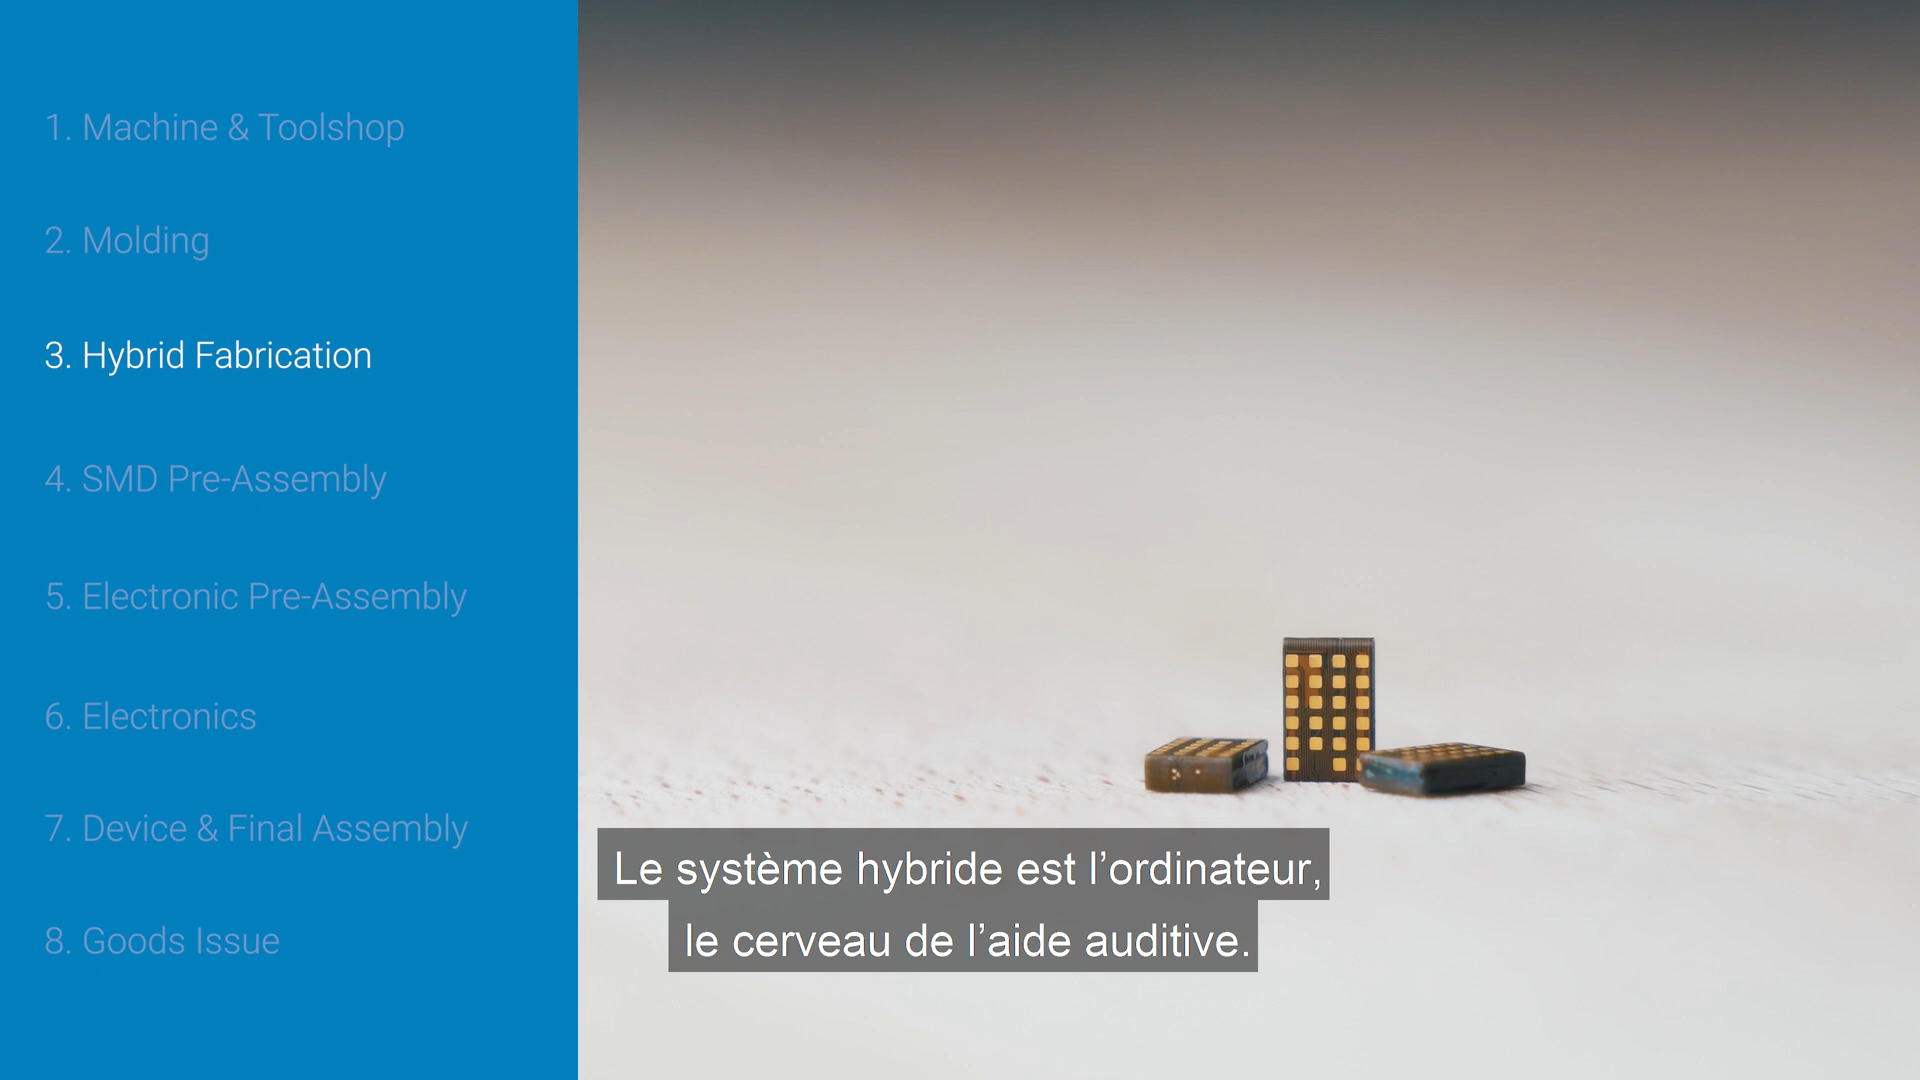 1. Machine & Toolshop
2. Molding
3. Hybrid Fabrication
4. SMD Pre-Assembly
5. Electronic Pre-Assembly
6. Electronics
7. Device & Final Assembly
8. Goods Issue
Le système hybride est l’ordinateur,
le cerveau de l’aide auditive.